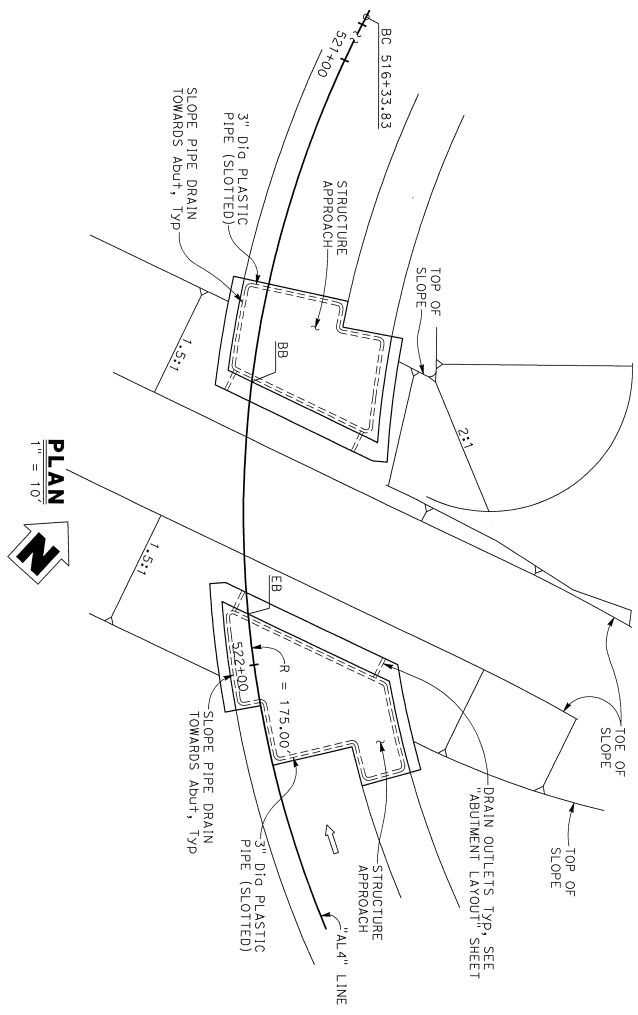 BC 516+33.83
521+00
3" Dia PLASTIC
PIPE (SLOTTED)
SLOPE PIPE DRAIN
TOWARDS Abut, Typ
STRUCTURE
APPROACH
TOP OF
SLOPE
2:1
1.5:1
BB
TOE OF
SLOPE
TOP OF
SLOPE
1.5:1
EB
522+00
R = 175.00'
DRAIN OUTLETS Typ, SEE
"ABUTMENT LAYOUT" SHEET
STRUCTURE
APPROACH
SLOPE PIPE DRAIN
TOWARDS Abut, Typ
3" Dia PLASTIC
PIPE (SLOTTED)
"AL4" LINE
PLAN
1" = 10'
N